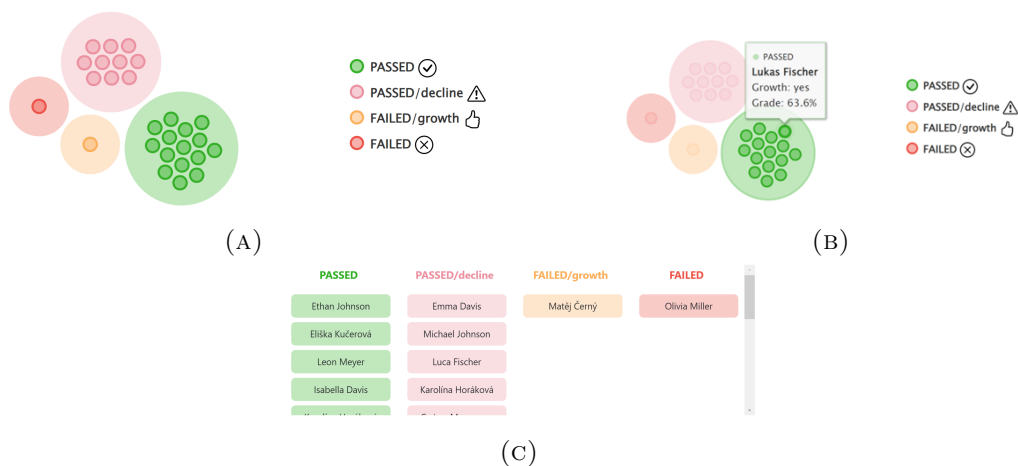 PASSED
PASSED/decline
FAILED/growth
FAILED
(A)
PASSED
Lukas Fischer
Growth: yes
Grade: 63.6%
PASSED
PASSED/decline
FAILED/growth
FAILED
(B)
PASSED PASSED/decline FAILED/growth FAILED
Ethan Johnson Emma Davis Matěj Černý Olivia Miller
Eliška Kučerová Michael Johnson
Leon Meyer Luca Fischer
Isabella Davis Karolína Horáková
(C)